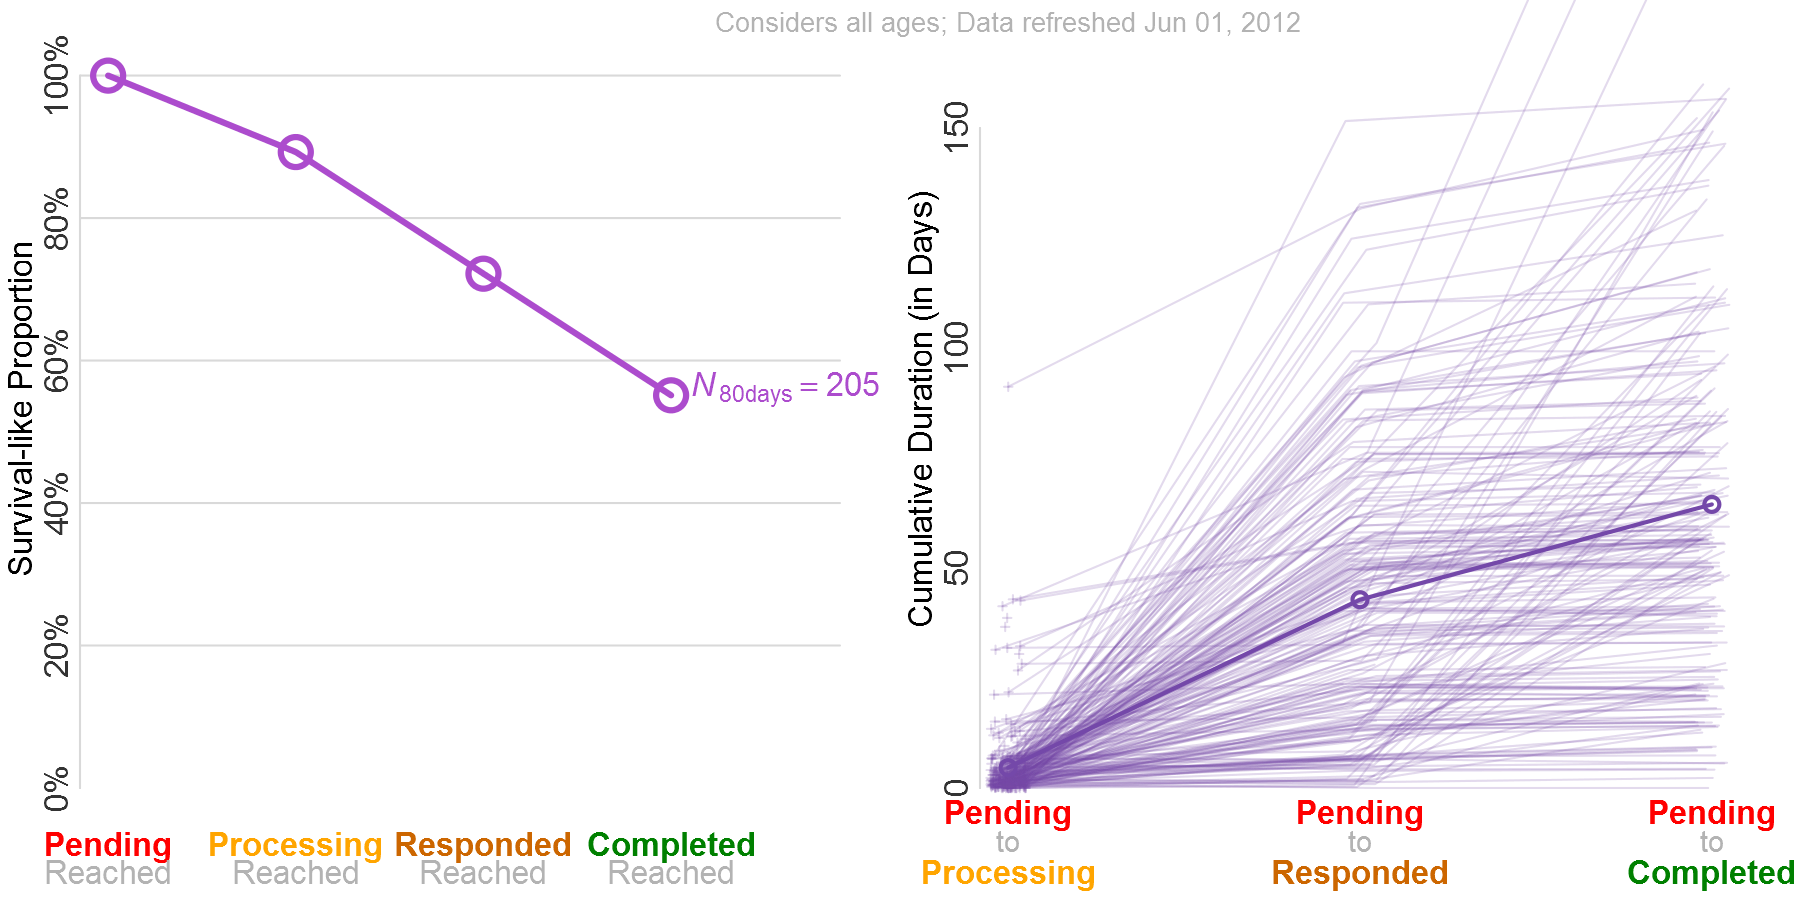 Considers all ages; Data refreshed Jun 01, 2012
Survival-like Proportion
100%
80%
60%
40%
20%
0%
N 80days = 205
Pending Processing Responded Completed
Reached Reached Reached Reached
Cumulative Duration (in Days)
150
100
50
0
Pending Pending Pending
to to to
Processing Responded Completed